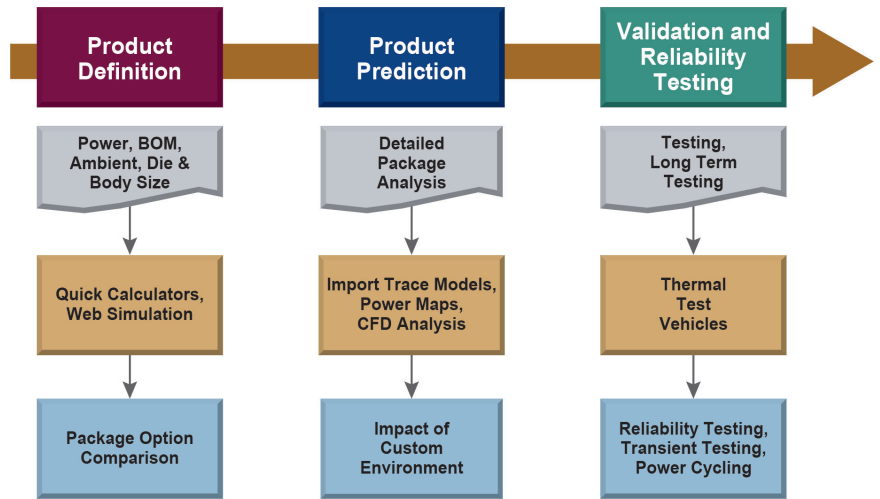 Product
Definition
Product
Prediction
Validation and
Reliability
Testing
Power, BOM,
Ambient, Die &
Body Size
Detailed
Package
Analysis
Testing,
Long Term
Testing
Quick Calculators,
Web Simulation
Import Trace Models,
Power Maps,
CFD Analysis
Thermal
Test
Vehicles
Package Option
Comparison
Impact of
Custom
Environment
Reliability Testing,
Transient Testing,
Power Cycling